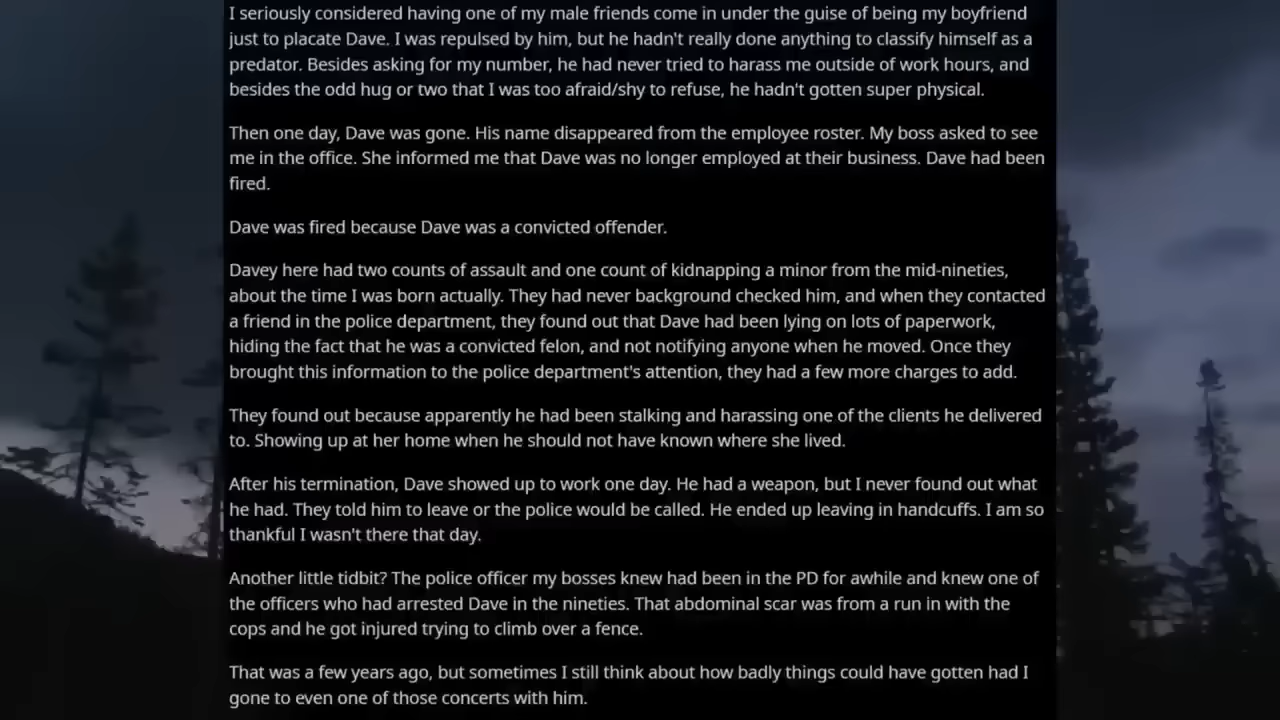 I seriously considered having one of my male friends come in under the guise of being my boyfriend
just to placate Dave. I was repulsed by him, but he hadn't really done anything to classify himself as a
predator. Besides asking for my number, he had never tried to harass me outside of work hours, and
besides the odd hug or two that I was too afraid/shy to refuse, he hadn't gotten super physical.
Then one day, Dave was gone. His name disappeared from the employee roster. My boss asked to see
me in the office. She informed me that Dave was no longer employed at their business. Dave had been
fired.
Dave was fired because Dave was a convicted offender.
Davey here had two counts of assault and one count of kidnapping a minor from the mid-nineties,
about the time I was born actually. They had never background checked him, and when they contacted
a friend in the police department, they found out that Dave had been lying on lots of paperwork,
hiding the fact that he was a convicted felon, and not notifying anyone when he moved. Once they
brought this information to the police department's attention, they had a few more charges to add.
They found out because apparently he had been stalking and harassing one of the clients he delivered
to. Showing up at her home when he should not have known where she lived.
After his termination, Dave showed up to work one day. He had a weapon, but I never found out what
he had. They told him to leave or the police would be called. He ended up leaving in handcuffs. I am so
thankful I wasn't there that day.
Another little tidbit? The police officer my bosses knew had been in the PD for awhile and knew one of
the officers who had arrested Dave in the nineties. That abdominal scar was from a run in with the
cops and he got injured trying to climb over a fence.
That was a few years ago, but sometimes I still think about how badly things could have gotten had I
gone to even one of those concerts with him.